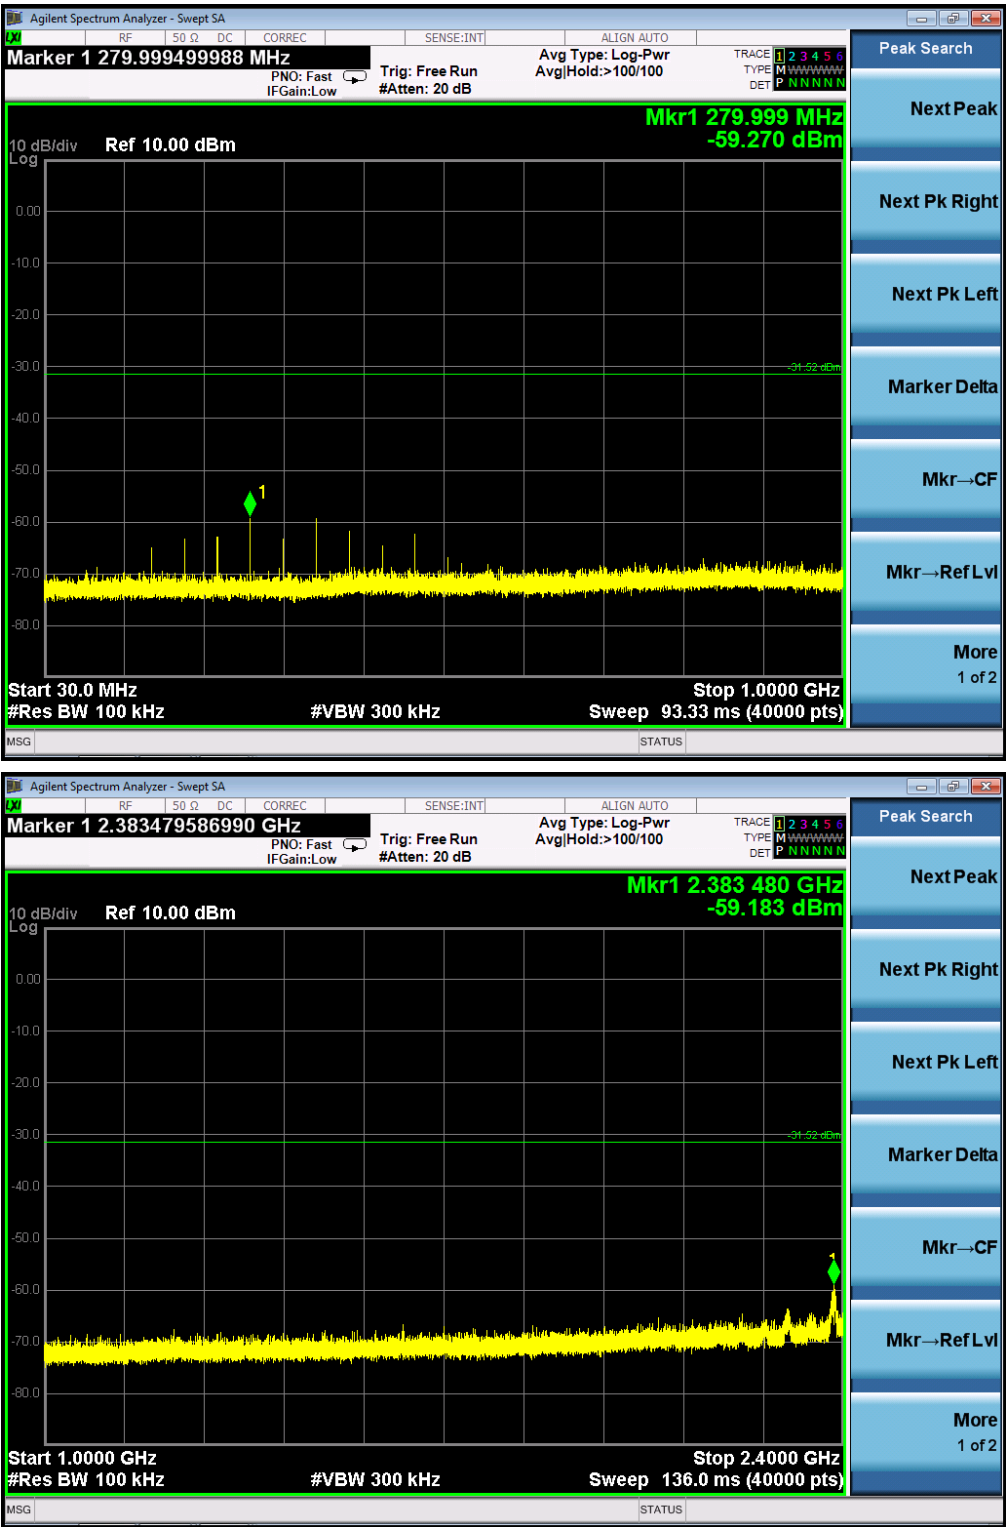 Agilent Spectrum Analyzer - Swept SA
LXI RF 50 Ω DC CORREC SENSE:INT ALIGN AUTO
Marker 1 279.999499988 MHz
PNO: Fast
IFGain:Low
Trig: Free Run
#Atten: 20 dB
Avg Type: Log-Pwr
Avg|Hold:>100/100
TRACE 1 2 3 4 5 6
TYPE M WWWWW
DET P N N N N N
Mkr1 279.999 MHz
-59.270 dBm
10 dB/div Ref 10.00 dBm
Log
0.00
-10.0
-20.0
-30.0
-31.52 dBm
-40.0
-50.0
1
-60.0
-70.0
-80.0
Start 30.0 MHz Stop 1.0000 GHz
#Res BW 100 kHz #VBW 300 kHz Sweep 93.33 ms (40000 pts)
MSG STATUS
Peak Search
Next Peak
Next Pk Right
Next Pk Left
Marker Delta
Mkr→CF
Mkr→Ref Lvl
More
1 of 2
Agilent Spectrum Analyzer - Swept SA
LXI RF 50 Ω DC CORREC SENSE:INT ALIGN AUTO
Marker 1 2.383479586990 GHz
PNO: Fast
IFGain:Low
Trig: Free Run
#Atten: 20 dB
Avg Type: Log-Pwr
Avg|Hold:>100/100
TRACE 1 2 3 4 5 6
TYPE M WWWWW
DET P N N N N N
Mkr1 2.383 480 GHz
-59.183 dBm
10 dB/div Ref 10.00 dBm
Log
0.00
-10.0
-20.0
-30.0
-31.52 dBm
-40.0
-50.0
1
-60.0
-70.0
-80.0
Start 1.0000 GHz Stop 2.4000 GHz
#Res BW 100 kHz #VBW 300 kHz Sweep 136.0 ms (40000 pts)
MSG STATUS
Peak Search
Next Peak
Next Pk Right
Next Pk Left
Marker Delta
Mkr→CF
Mkr→Ref Lvl
More
1 of 2